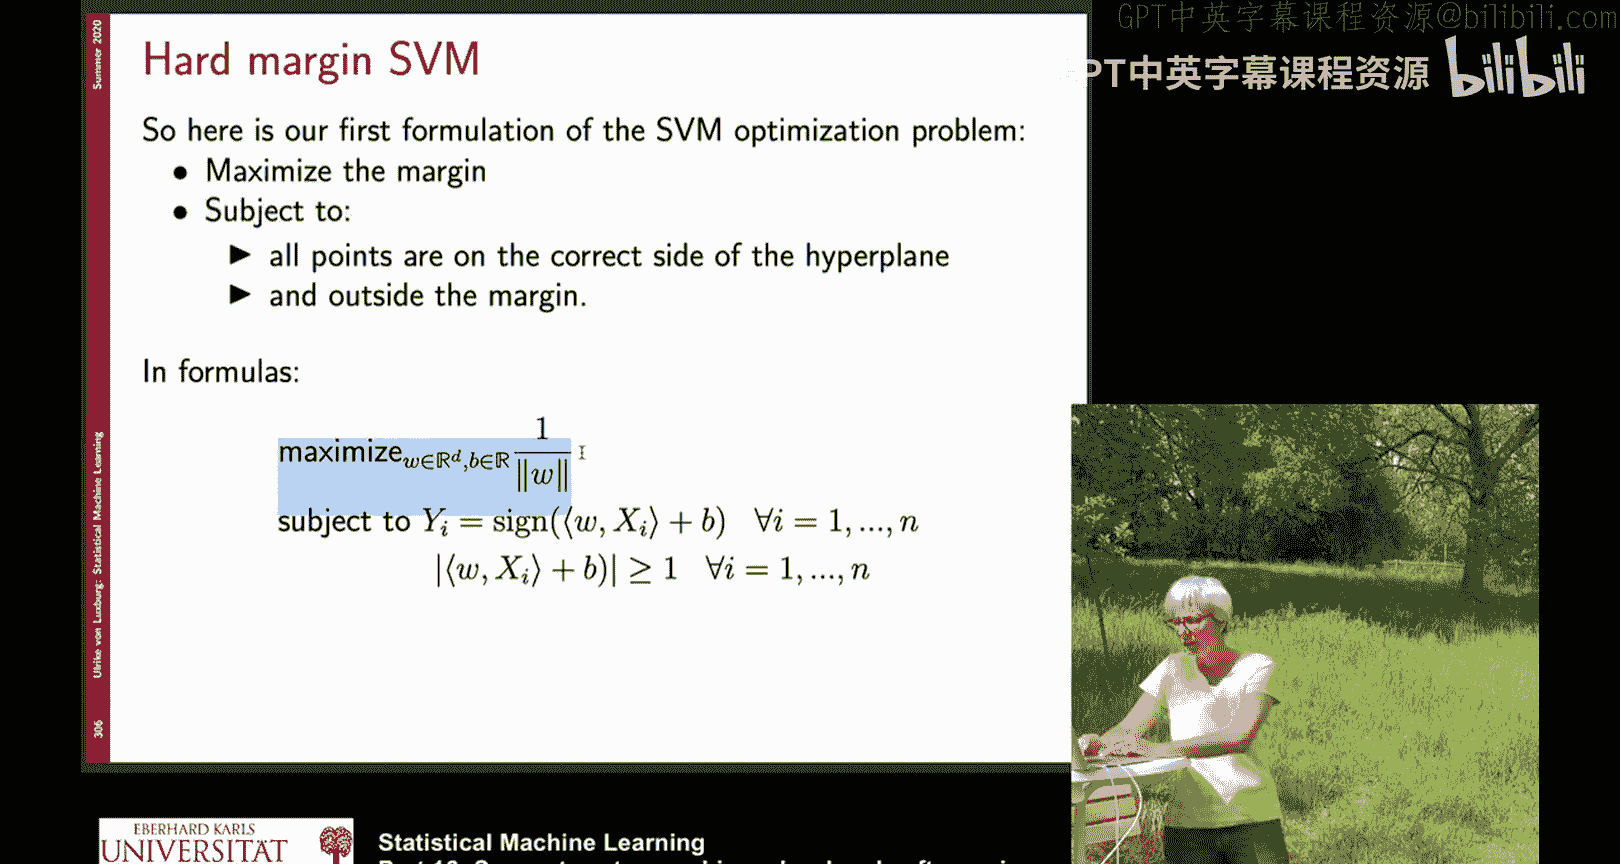 GPT中英字幕课程资源@bilibili.com
PT中英字幕课程资源 bilibili
Summer 2020
Hard margin SVM
So here is our first formulation of the SVM optimization problem:
• Maximize the margin
• Subject to:
▶ all points are on the correct side of the hyperplane
▶ and outside the margin.
In formulas:
maximize_{w∈ℝ^d, b∈ℝ} 1/‖w‖
subject to Y_i = sign(⟨w, X_i⟩ + b) ∀i = 1, ..., n
|⟨w, X_i⟩ + b)| ≥ 1 ∀i = 1, ..., n
Ulrike von Luxburg: Statistical Machine Learning
306
EBERHARD KARLS
UNIVERSITÄT
Statistical Machine Learning